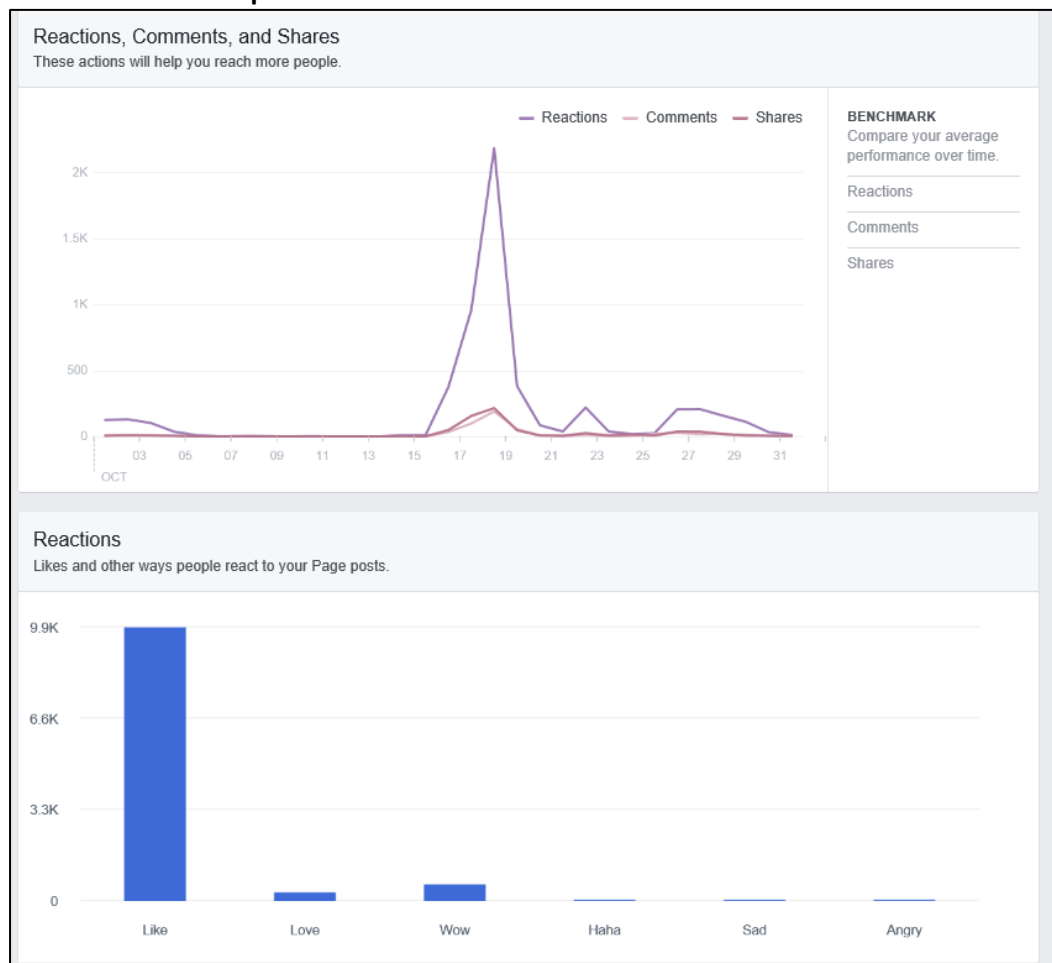 Reactions, Comments, and Shares
These actions will help you reach more people.
Reactions Comments Shares
BENCHMARK
Compare your average
performance over time.
Reactions
Comments
Shares
2K
1.5K
1K
500
0
03 05 07 09 11 13 15 17 19 21 23 25 27 29 31
OCT
Reactions
Likes and other ways people react to your Page posts.
9.9K
6.6K
3.3K
0
Like Love Wow Haha Sad Angry